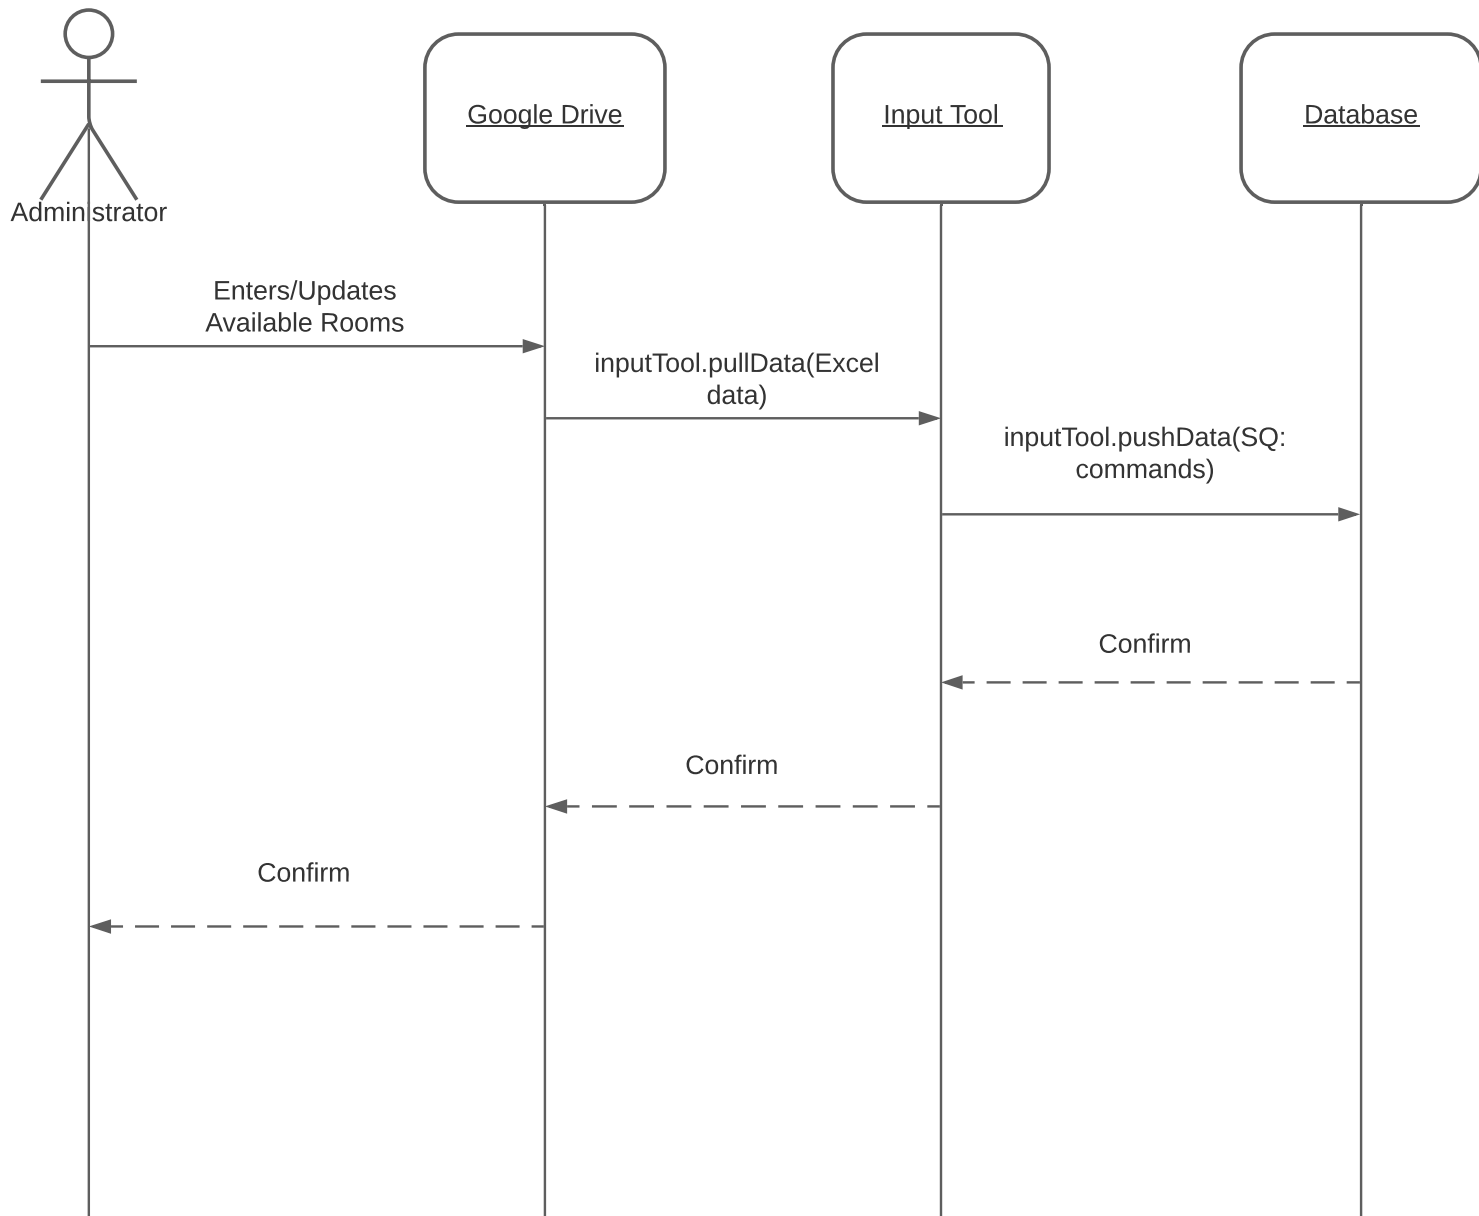 Google Drive
Input Tool
Database
Administrator
Enters/Updates
Available Rooms
inputTool.pullData(Excel
data)
inputTool.pushData(SQ:
commands)
Confirm
Confirm
Confirm